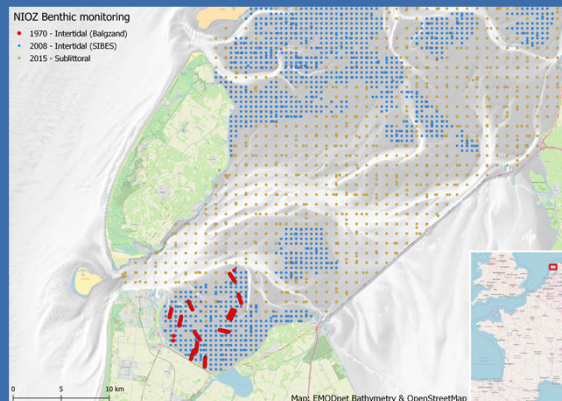 NIOZ Benthic monitoring
1970 - Intertidal (Balgzand)
2008 - Intertidal (SIBES)
2015 - Sublittoral
0 5 10 km
Map: EMODnet Bathymetry & OpenStreetMap